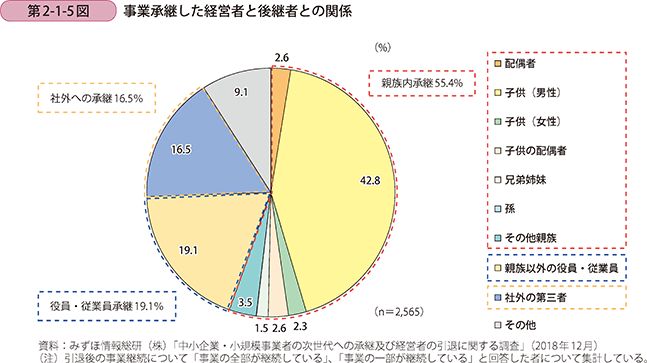 第2-1-5図 事業承継した経営者と後継者との関係
(%)
2.6
親族内承継55.4%
配偶者
子供（男性）
子供（女性）
子供の配偶者
兄弟姉妹
孫
その他親族
親族以外の役員・従業員
社外の第三者
その他
社外への承継16.5%
9.1
16.5
42.8
19.1
3.5
1.5
2.6
2.3
役員・従業員承継19.1%
(n=2,565)
資料：みずほ情報総研（株）「中小企業・小規模事業者の次世代への承継及び経営者の引退に関する調査」（2018年12月）
（注）引退後の事業継続について「事業の全部が継続している」、「事業の一部が継続している」と回答した者について集計している。